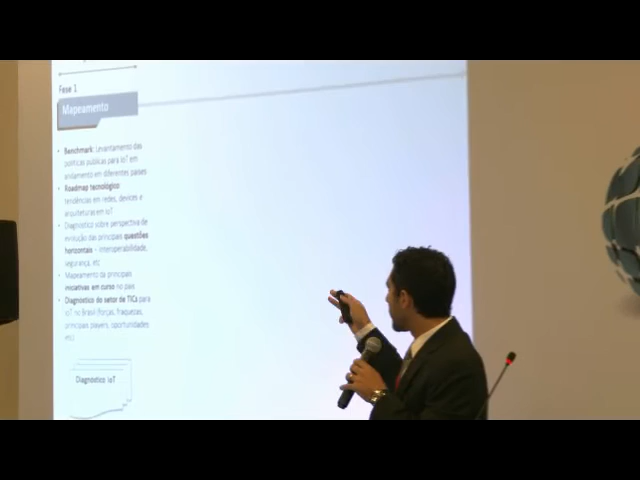 Fase 1
Mapeamento
• Benchmark: Levantamento das
políticas públicas para IoT em
andamento em diferentes países
• Roadmap tecnológico:
tendências em redes, devices e
arquiteturas em IoT
• Diagnóstico sobre perspectiva de
evolução das principais questões
horizontais – interoperabilidade,
segurança, etc
• Mapeamento da principais
iniciativas em curso no país
• Diagnostico do setor de TICs para
IoT no Brasil (forças, fraquezas,
principais players, oportunidades
etc)
Diagnóstico IoT